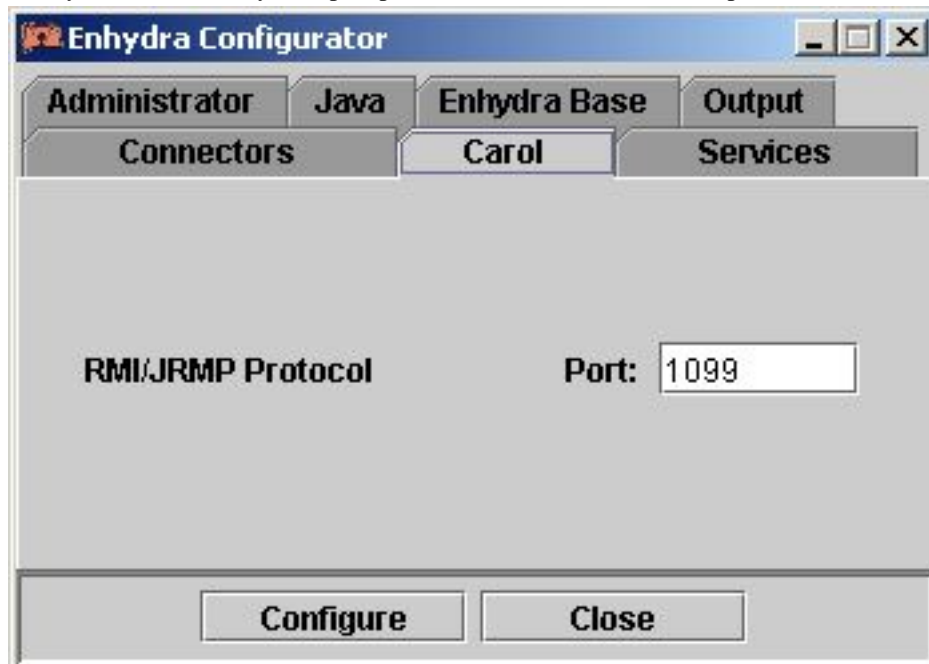 Enhydra Configurator
Administrator Java Enhydra Base Output
Connectors Carol Services
RMI/JRMP Protocol Port: 1099
Configure Close